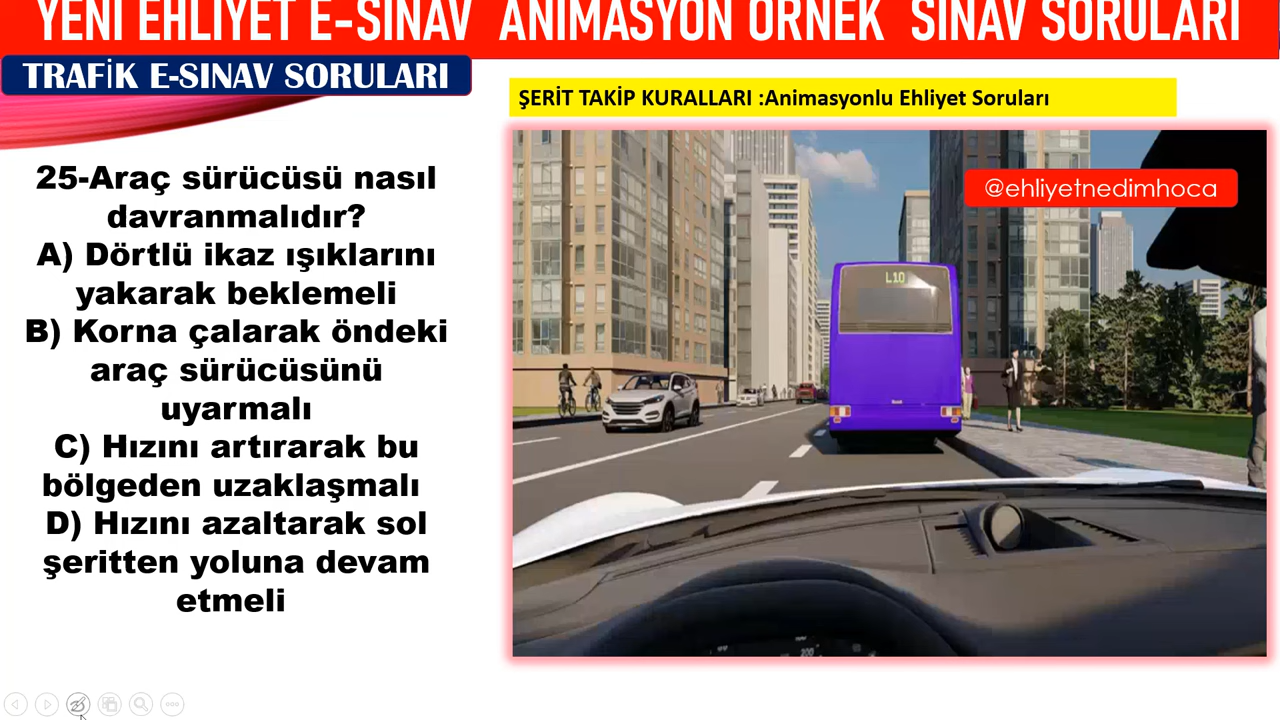 YENİ EHLİYET E-SINAV ANİMASYON ÖRNEK SINAV SORULARI
TRAFİK E-SINAV SORULARI
ŞERİT TAKİP KURALLARI :Animasyonlu Ehliyet Soruları
25-Araç sürücüsü nasıl
davranmalıdır?
A) Dörtlü ikaz ışıklarını
yakarak beklemeli
B) Korna çalarak öndeki
araç sürücüsünü
uyarmalı
C) Hızını artırarak bu
bölgeden uzaklaşmalı
D) Hızını azaltarak sol
şeritten yoluna devam
etmeli
@ehliyetnedimhoca
L10
200